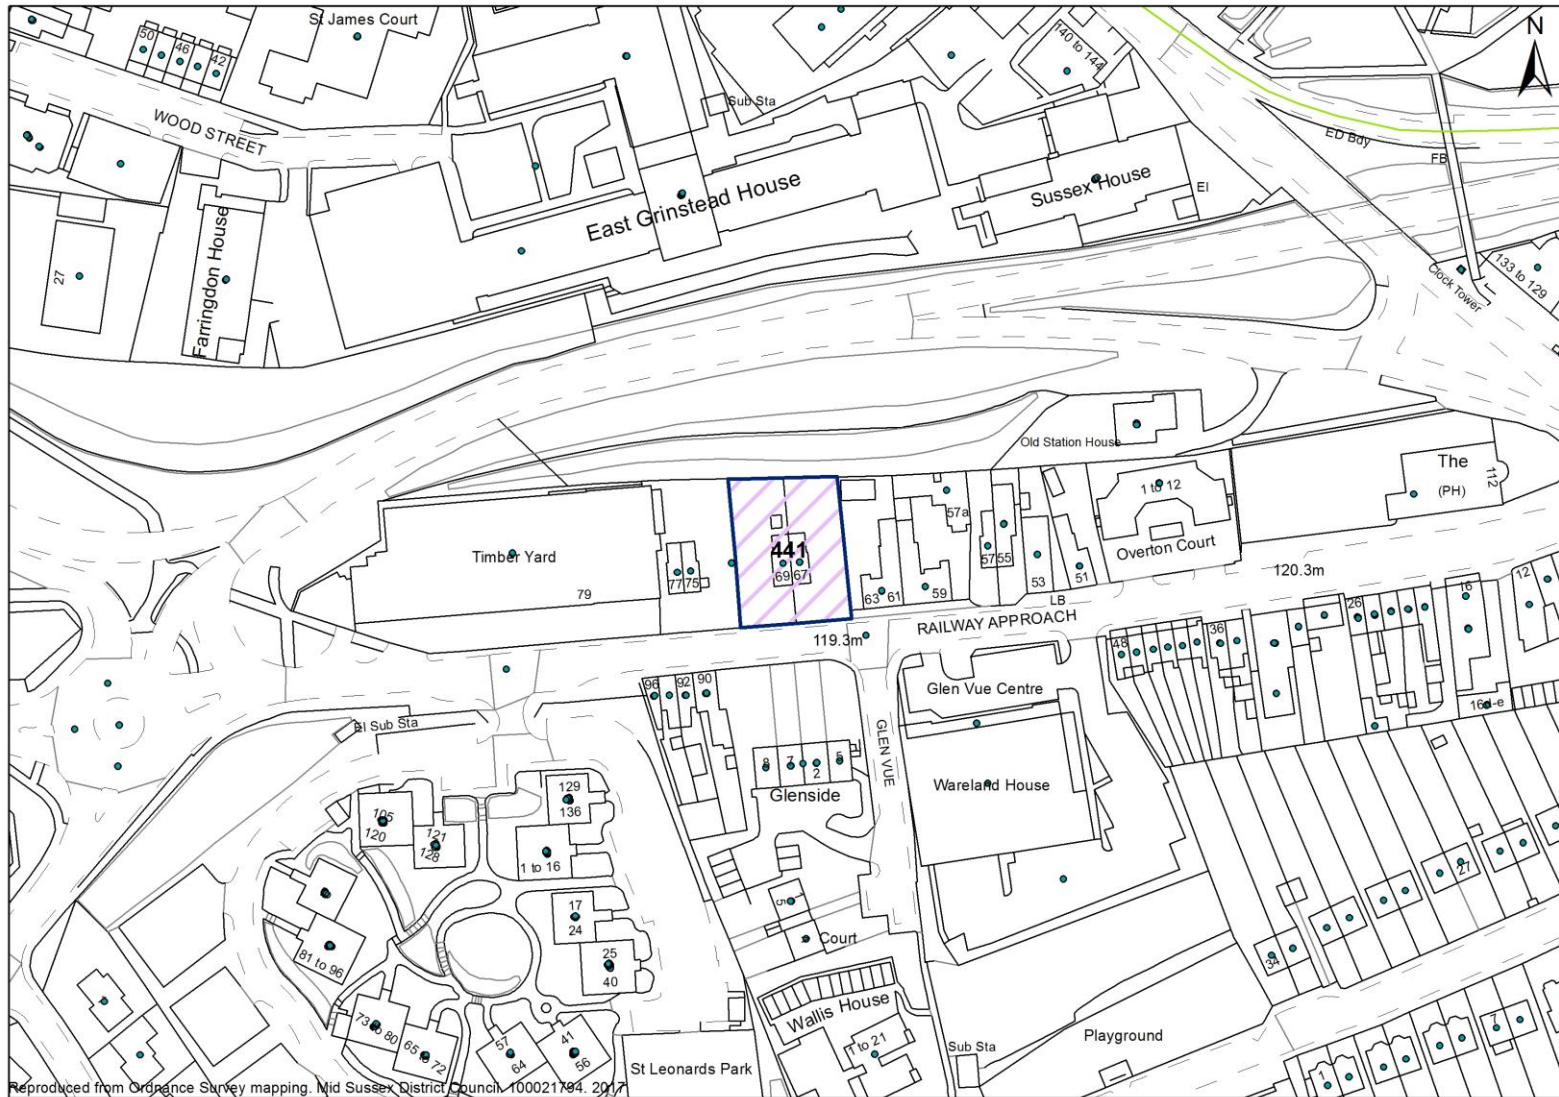 St James Court
50
46
42
WOOD STREET
140 to 144
N
Sub Sta
ED Bdy
FB
East Grinstead House
Sussex House
El
Farringdon House
27
Clock Tower
133 to 129
Old Station House
The
(PH)
112
1 to 12
57a
Timber Yard
441
Overton Court
79
77
75
69
67
63
61
59
57
55
53
51
120.3m
LB
RAILWAY APPROACH
119.3m
16
12
26
36
48
96
92
90
Glen Vue Centre
16d-e
El Sub Sta
GLEN VUE
8
7
2
5
Glenside
Wareland House
129
136
105
120
121
128
1 to 16
27
17
24
1
5
Court
34
81 to 96
25
40
Wallis House
73 to 80
65 to 72
57
64
41
56
1 to 21
Sub Sta
Playground
7
1
St Leonards Park
Reproduced from Ordnance Survey mapping. Mid Sussex District Council. 100021794. 2017